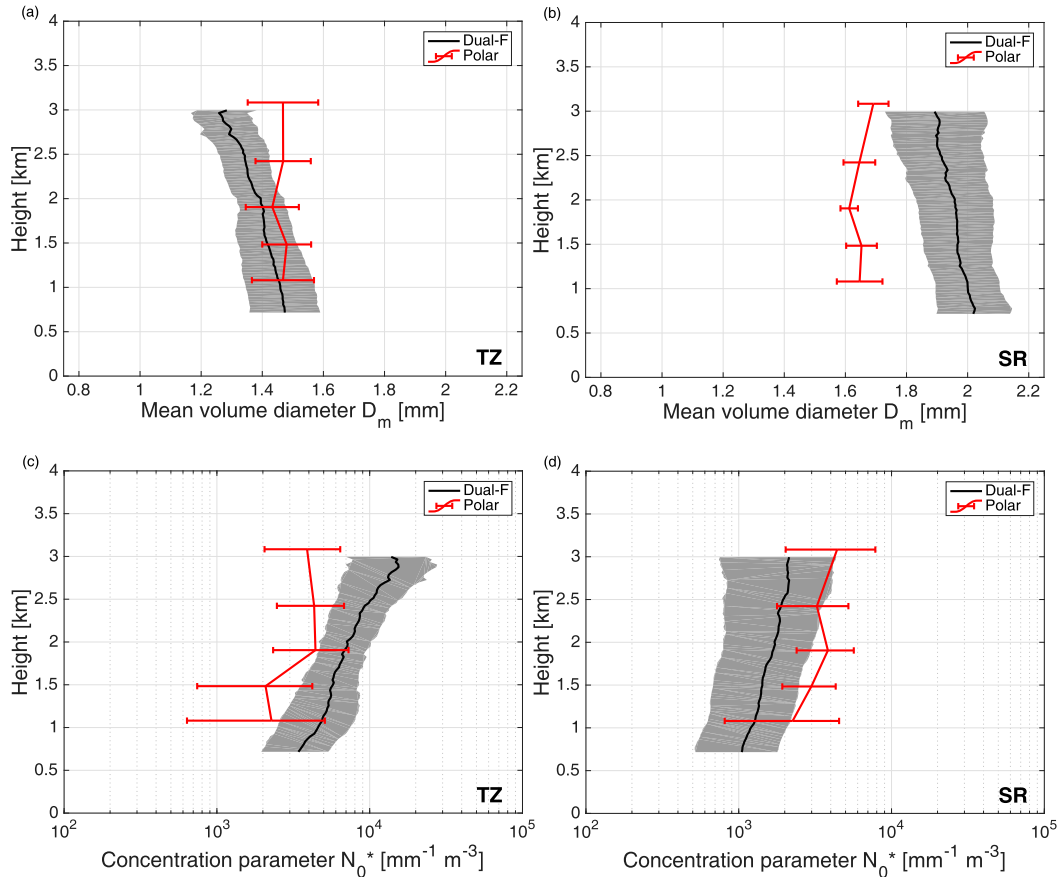 (a)
4
3.5
3
2.5
2
1.5
1
0.5
0
Height [km]
Dual-F
Polar
TZ
0.8 1 1.2 1.4 1.6 1.8 2 2.2
Mean volume diameter D_m [mm]
(b)
4
3.5
3
2.5
2
1.5
1
0.5
0
Height [km]
Dual-F
Polar
SR
0.8 1 1.2 1.4 1.6 1.8 2 2.2
Mean volume diameter D_m [mm]
(c)
4
3.5
3
2.5
2
1.5
1
0.5
0
Height [km]
Dual-F
Polar
TZ
10^2 10^3 10^4 10^5
Concentration parameter N_0* [mm^-1 m^-3]
(d)
4
3.5
3
2.5
2
1.5
1
0.5
0
Height [km]
Dual-F
Polar
SR
10^2 10^3 10^4 10^5
Concentration parameter N_0* [mm^-1 m^-3]